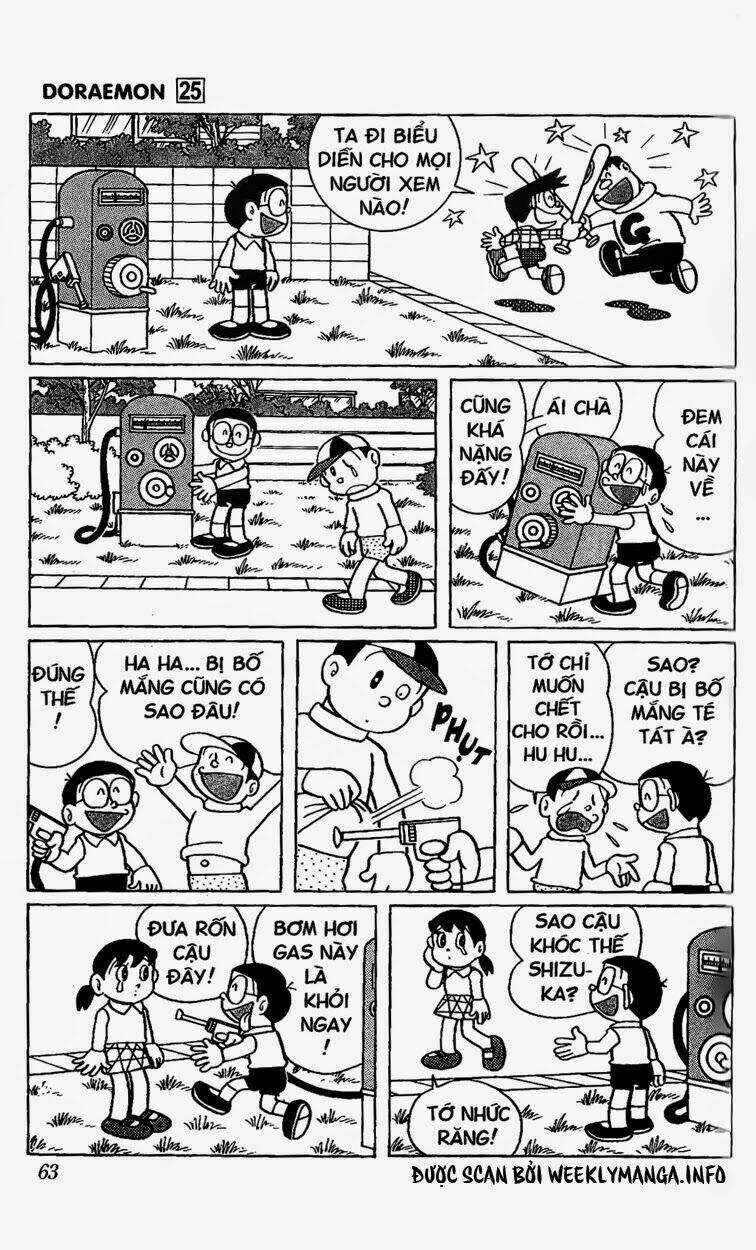 DORAEMON 25
TA ĐI BIỂU
DIỄN CHO MỌI
NGƯỜI XEM
NÀO!
ĐEM
CÁI
NÀY
VỀ
...
ÁI CHÀ
CŨNG
KHÁ
NẶNG
ĐẤY!
SAO?
CẬU BỊ BỐ
MẮNG TÉ
TÁT À?
TỚ CHỈ
MUỐN
CHẾT
CHO RỒI...
HU HU...
PHỤT
HA HA... BỊ BỐ
MẮNG CŨNG CÓ
SAO ĐÂU!
ĐÚNG
THẾ
!
SAO CẬU
KHÓC THẾ
SHIZU-
KA?
TỚ NHỨC
RĂNG!
BƠM HƠI
GAS NÀY
LÀ
KHỎI
NGAY
!
ĐƯA RỐN
CẬU
ĐÂY!
63
ĐƯỢC SCAN BỞI WEEKLYMANGA.INFO